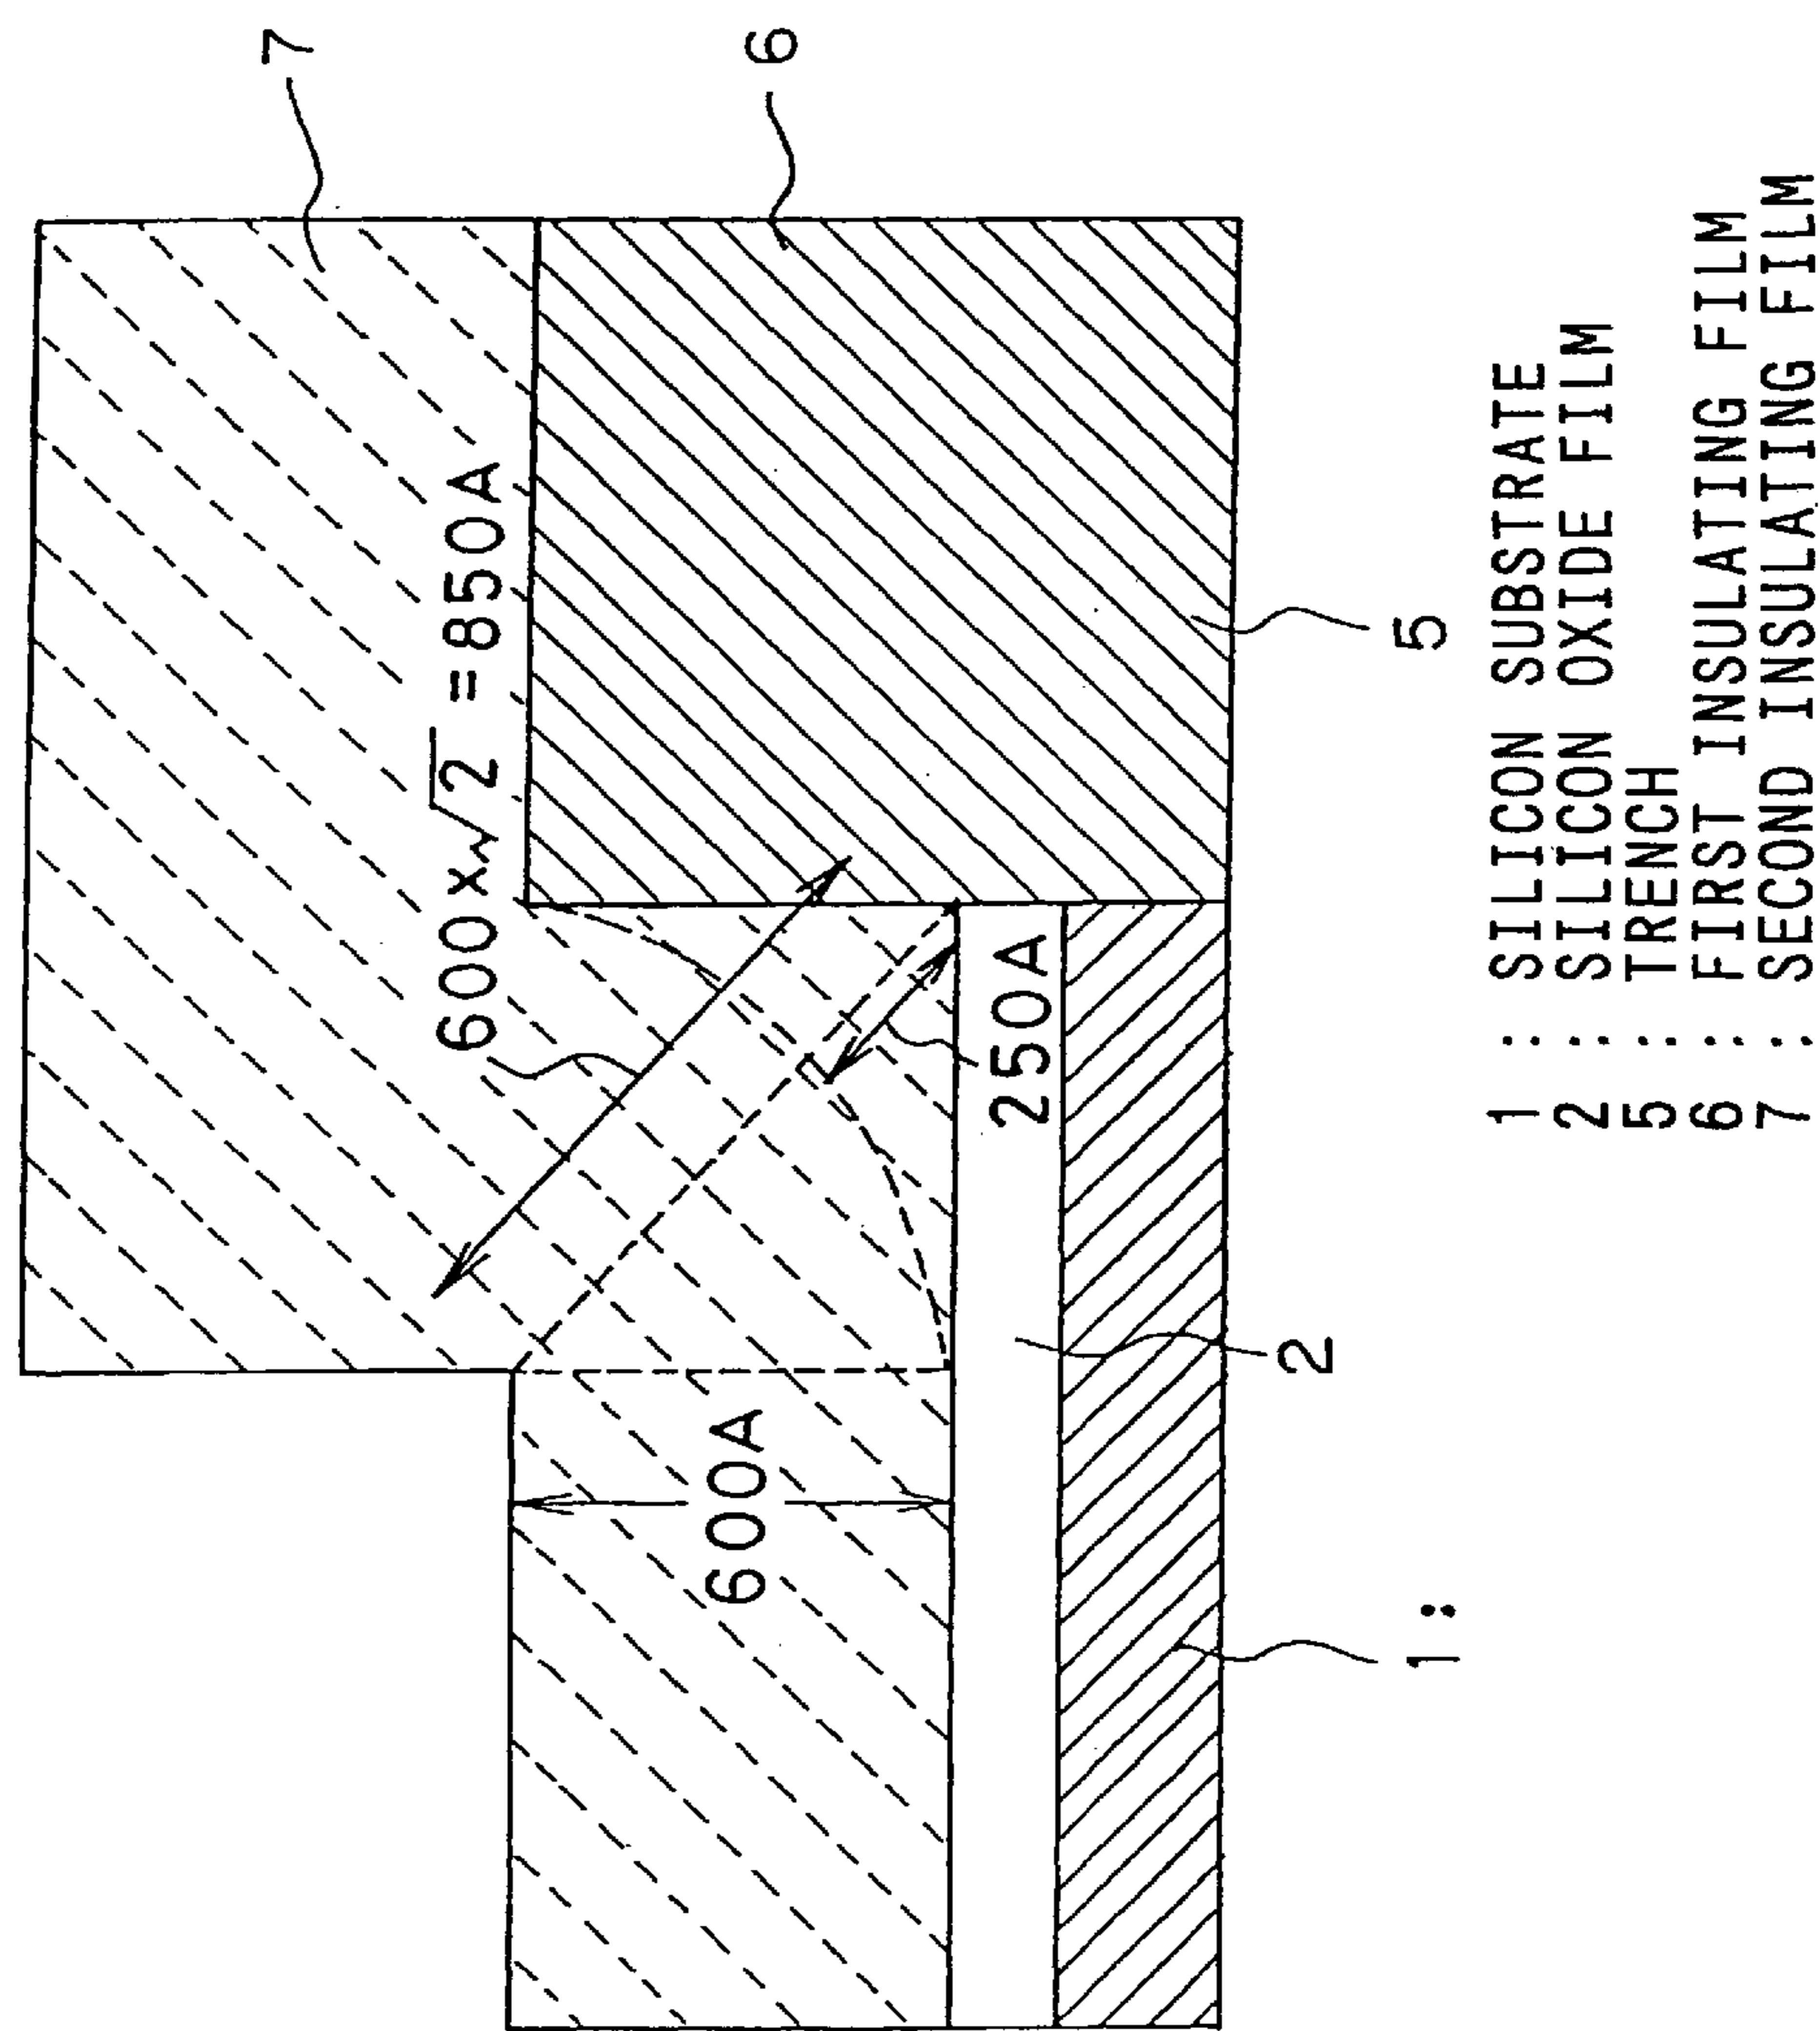 7
6
600x√2 =850A
250A
600A
5
2
1:
1 : SILICON SUBSTRATE
2 : SILICON OXIDE FILM
5 : TRENCH
6 : FIRST INSULATING FILM
7 : SECOND INSULATING FILM